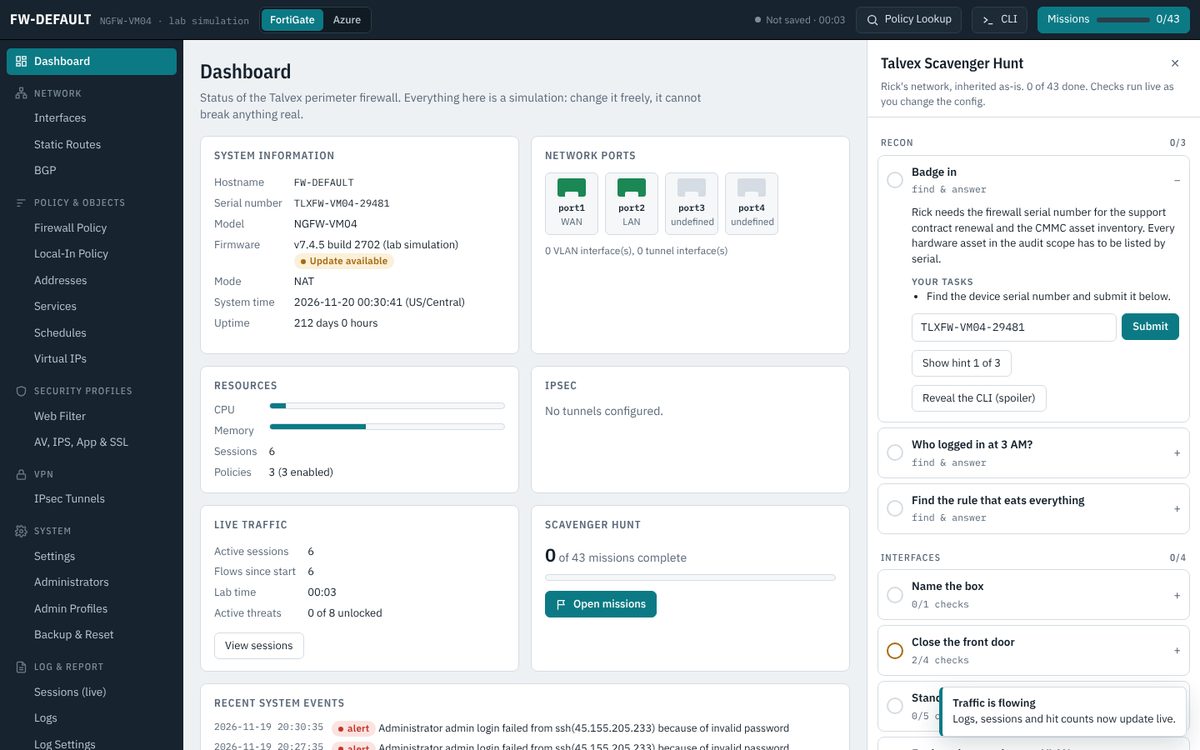 FW-DEFAULT NGFW-VM04 · lab simulation FortiGate Azure Not saved · 00:03 Policy Lookup >_ CLI Missions 0/43
Dashboard
NETWORK
Interfaces
Static Routes
BGP
POLICY & OBJECTS
Firewall Policy
Local-In Policy
Addresses
Services
Schedules
Virtual IPs
SECURITY PROFILES
Web Filter
AV, IPS, App & SSL
VPN
IPsec Tunnels
SYSTEM
Settings
Administrators
Admin Profiles
Backup & Reset
LOG & REPORT
Sessions (live)
Logs
Log Settings
Dashboard
Status of the Talvex perimeter firewall. Everything here is a simulation: change it freely, it cannot
break anything real.
SYSTEM INFORMATION
Hostname FW-DEFAULT
Serial number TLXFW-VM04-29481
Model NGFW-VM04
Firmware v7.4.5 build 2702 (lab simulation)
Update available
Mode NAT
System time 2026-11-20 00:30:41 (US/Central)
Uptime 212 days 0 hours
NETWORK PORTS
port1 port2 port3 port4
WAN LAN undefined undefined
0 VLAN interface(s), 0 tunnel interface(s)
RESOURCES
CPU
Memory
Sessions 6
Policies 3 (3 enabled)
IPSEC
No tunnels configured.
LIVE TRAFFIC
Active sessions 6
Flows since start 6
Lab time 00:03
Active threats 0 of 8 unlocked
View sessions
SCAVENGER HUNT
0 of 43 missions complete
Open missions
RECENT SYSTEM EVENTS
2026-11-19 20:30:35 alert Administrator admin login failed from ssh(45.155.205.233) because of invalid password
2026-11-19 20:27:35 alert Administrator admin login failed from ssh(45.155.205.233) because of invalid password
Talvex Scavenger Hunt
Rick's network, inherited as-is. 0 of 43 done. Checks run live as
you change the config.
RECON 0/3
Badge in
find & answer
Rick needs the firewall serial number for the support
contract renewal and the CMMC asset inventory. Every
hardware asset in the audit scope has to be listed by
serial.
YOUR TASKS
• Find the device serial number and submit it below.
TLXFW-VM04-29481 Submit
Show hint 1 of 3
Reveal the CLI (spoiler)
Who logged in at 3 AM?
find & answer
Find the rule that eats everything
find & answer
INTERFACES 0/4
Name the box
0/1 checks
Close the front door
2/4 checks
0/5
Traffic is flowing
Logs, sessions and hit counts now update live.